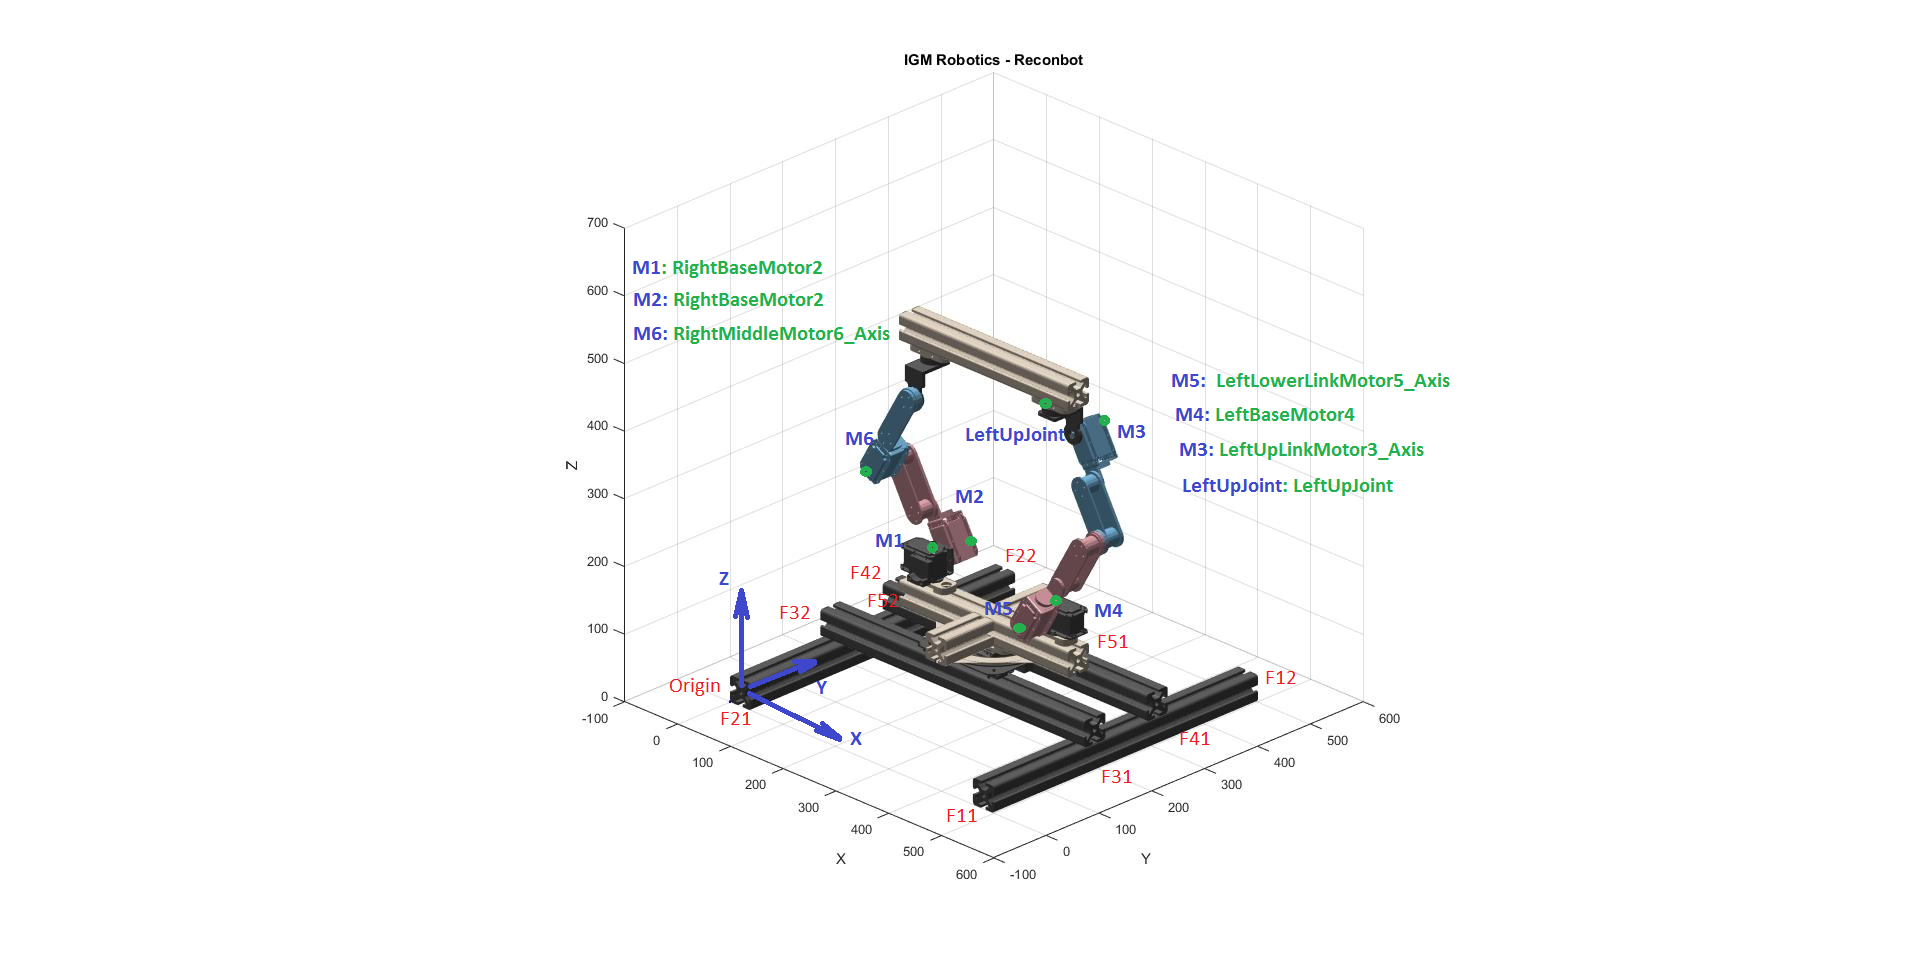 IGM Robotics - Reconbot
700
600
500
400
300
200
100
0
Z
M1: RightBaseMotor2
M2: RightBaseMotor2
M6: RightMiddleMotor6_Axis
M5: LeftLowerLinkMotor5_Axis
M4: LeftBaseMotor4
M3: LeftUpLinkMotor3_Axis
LeftUpJoint: LeftUpJoint
M6
LeftUpJoint
M3
M2
M1
F22
F42
F52
F32
M5
M4
F51
Z
Origin
Y
F21
X
F12
F41
F31
F11
-100
0
100
200
300
400
500
600
X
-100
0
100
200
300
400
500
600
Y